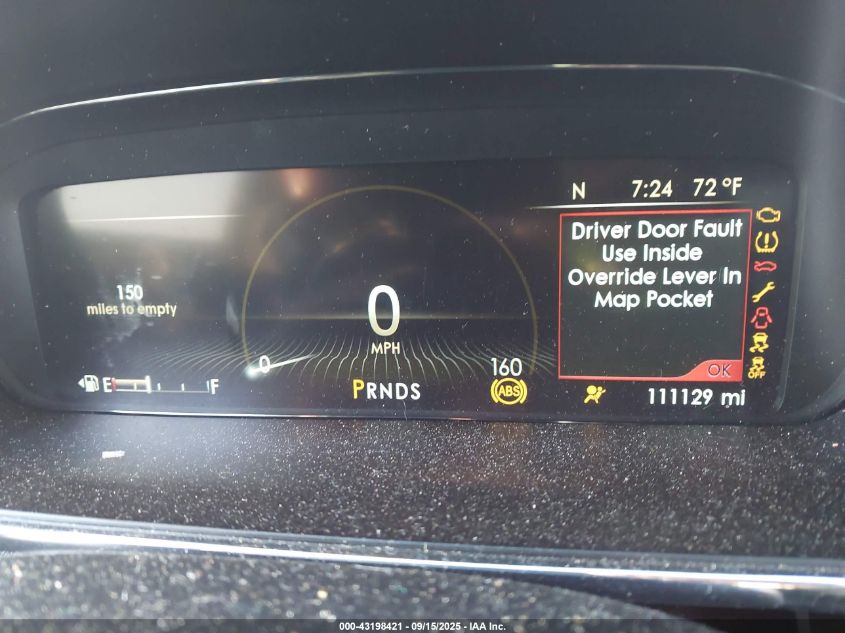 N 7:24 72 °F
Driver Door Fault
Use Inside
Override Lever In
Map Pocket
OK
150
miles to empty
0
MPH
0
160
E F
PRNDS
ABS
OFF
111129 mi
000-43198421 - 09/15/2025 - IAA Inc.